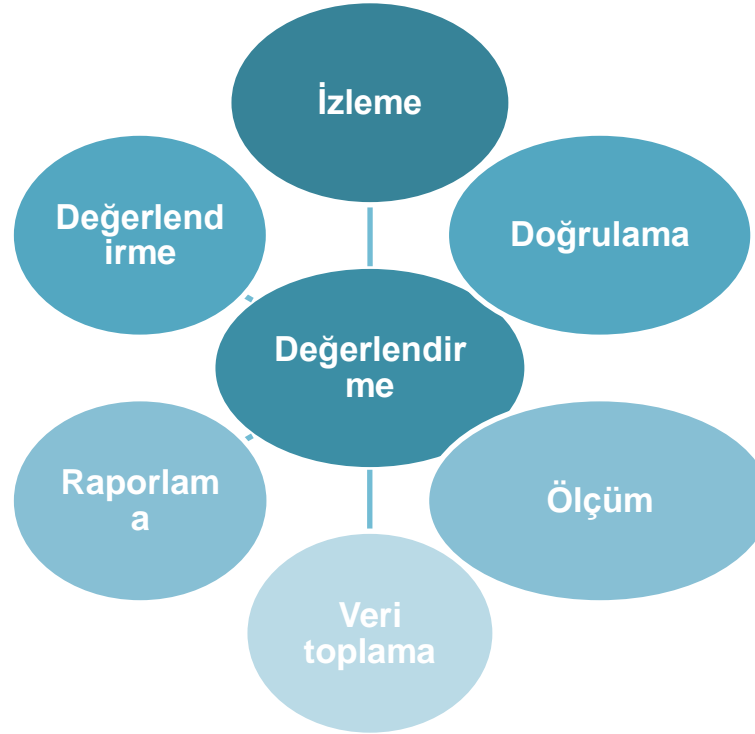 İzleme
Değerlend
irme
Doğrulama
Değerlendir
me
Raporlam
a
Ölçüm
Veri
toplama